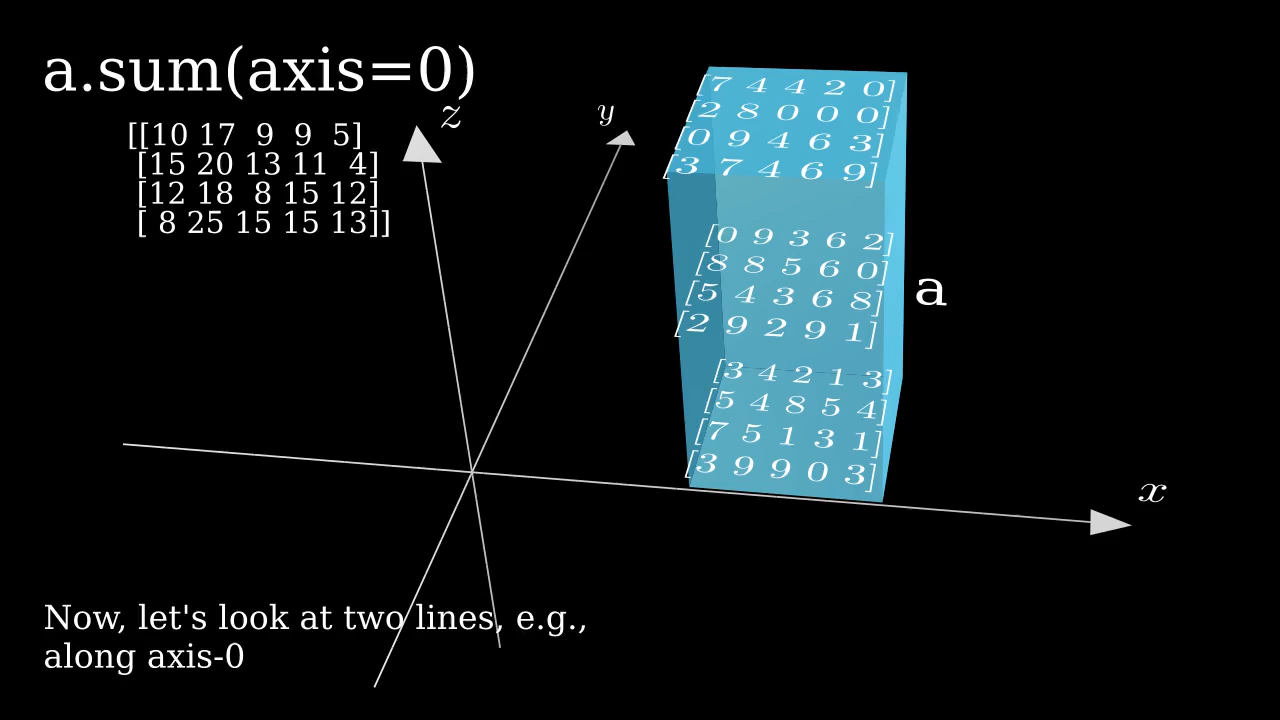 a.sum(axis=0)
[[10 17  9  9  5]
 [15 20 13 11  4]
 [12 18  8 15 12]
 [ 8 25 15 15 13]]
z
y
[7 4 4 2 0]
[2 8 0 0 0]
[0 9 4 6 3]
[3 7 4 6 9]
[0 9 3 6 2]
[8 8 5 6 0]
[5 4 3 6 8]
[2 9 2 9 1]
a
[3 4 2 1 3]
[5 4 8 5 4]
[7 5 1 3 1]
[3 9 9 0 3]
x
Now, let's look at two lines, e.g.,
along axis-0